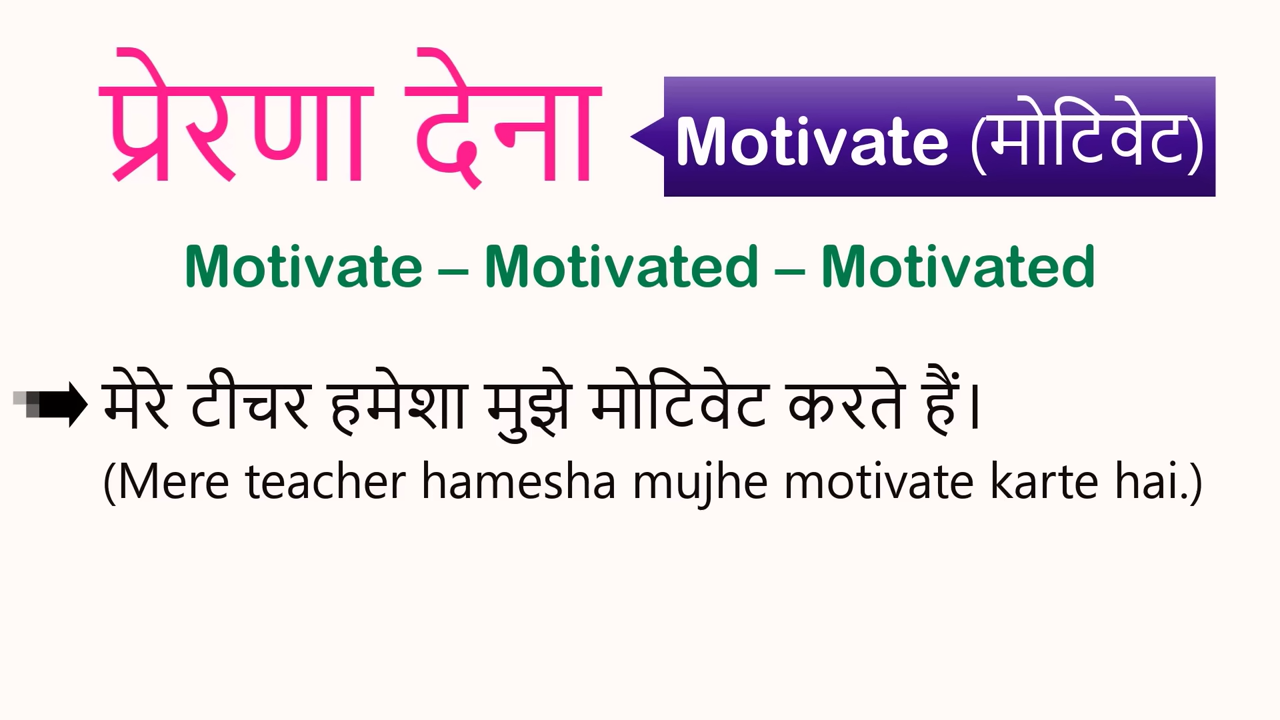 प्रेरणा देना Motivate (मोटिवेट)
Motivate – Motivated – Motivated
मेरे टीचर हमेशा मुझे मोटिवेट करते हैं।
(Mere teacher hamesha mujhe motivate karte hai.)